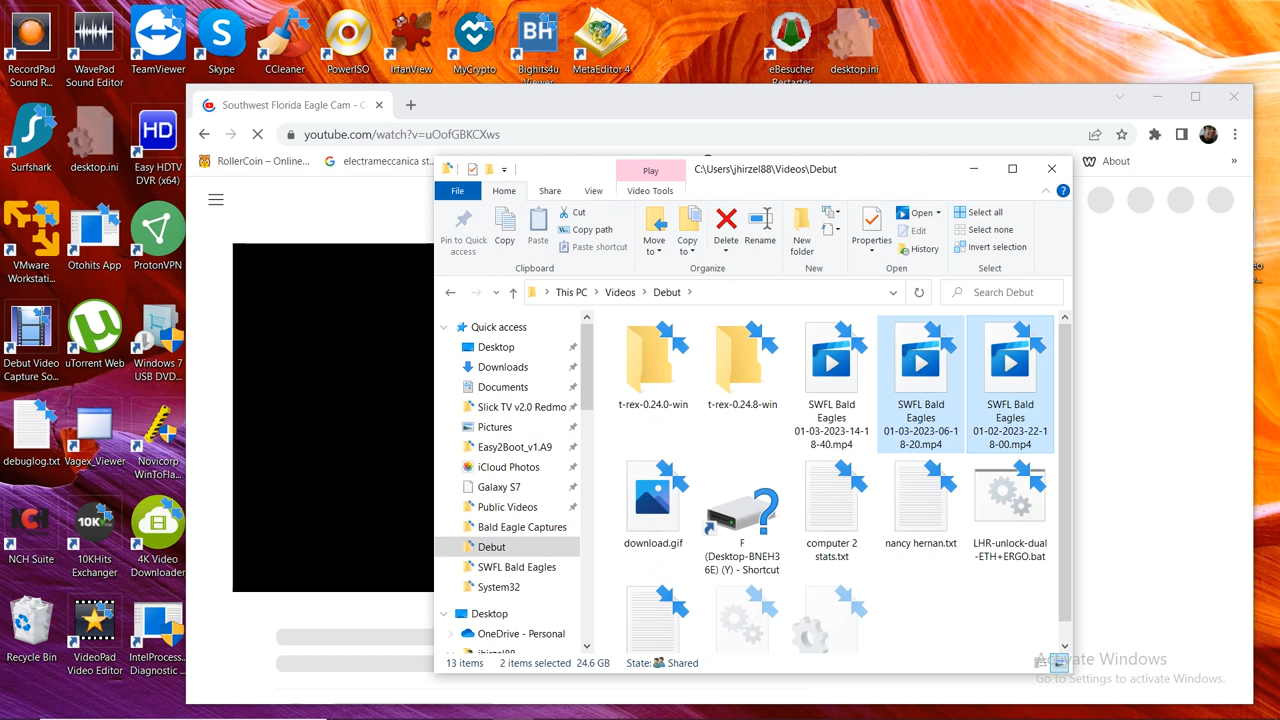 RecordPad
Sound R...
WavePad
Sound Editor
TeamViewer
Skype
CCleaner
PowerISO
IrfanView
MyCrypto
BH
Bighits4u
Viewer
MetaEditor 4
eBesucher
Restarter
desktop.ini
Surfshark
desktop.ini
HD
Easy HDTV
DVR (x64)
VMware
Workstati...
Otohits App
ProtonVPN
Debut Video
Capture So...
uTorrent Web
Windows 7
USB DVD...
debuglog.txt
Vagex_Viewer
Novicorp
WinToFla...
NCH
NCH Suite
10KHits
Exchanger
4K Video
Downloader
Recycle Bin
VideoPad
Video Editor
IntelProcess...
Diagnostic ...
Southwest Florida Eagle Cam - C
youtube.com/watch?v=uOofGBKCXws
RollerCoin – Online...
electrameccanica st...
About
Play
C:\Users\jhirzel88\Videos\Debut
File
Home
Share
View
Video Tools
Pin to Quick
access
Copy
Paste
Cut
Copy path
Paste shortcut
Clipboard
Move
to
Copy
to
Delete
Rename
Organize
New
folder
New
Properties
Open
Edit
History
Open
Select all
Select none
Invert selection
Select
This PC
Videos
Debut
Search Debut
Quick access
Desktop
Downloads
Documents
Slick TV v2.0 Redmo
Pictures
Easy2Boot_v1.A9
iCloud Photos
Galaxy S7
Public Videos
Bald Eagle Captures
Debut
SWFL Bald Eagles
System32
Desktop
OneDrive - Personal
jhirzel88
t-rex-0.24.0-win
t-rex-0.24.8-win
SWFL Bald
Eagles
01-03-2023-14-1
8-40.mp4
SWFL Bald
Eagles
01-03-2023-06-1
8-20.mp4
SWFL Bald
Eagles
01-02-2023-22-1
8-00.mp4
download.gif
F
(Desktop-BNEH3
6E) (Y) - Shortcut
computer 2
stats.txt
nancy hernan.txt
LHR-unlock-dual
-ETH+ERGO.bat
13 items
2 items selected
24.6 GB
State:
Shared
Activate Windows
Go to Settings to activate Windows.